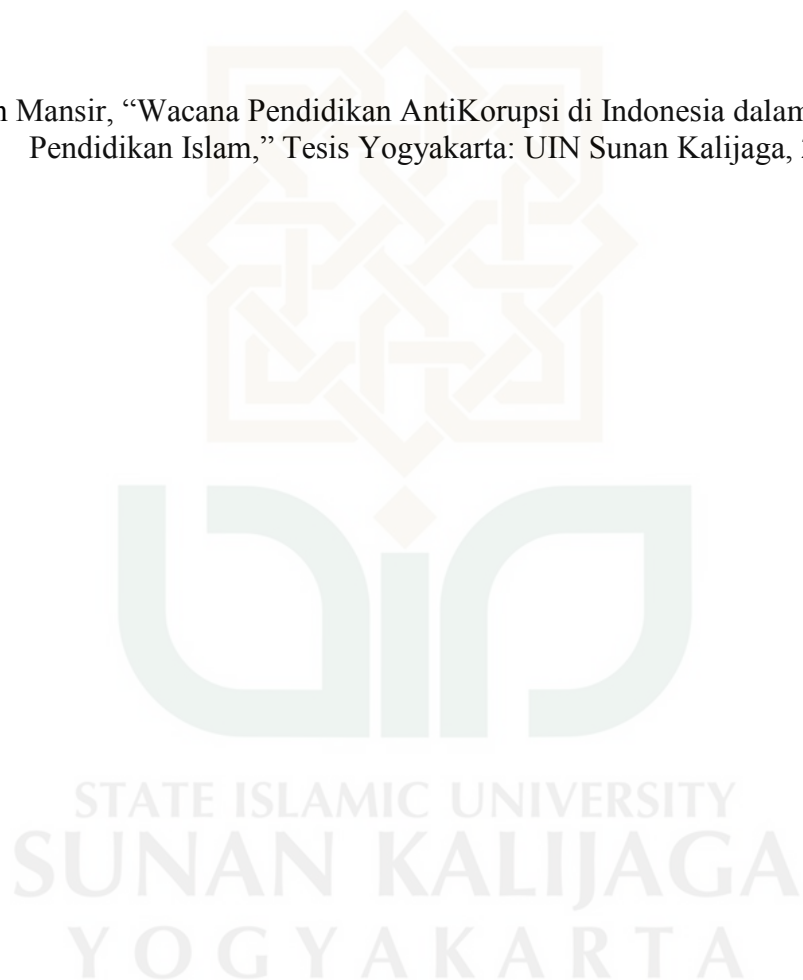 Mansir, “Wacana Pendidikan AntiKorupsi di Indonesia dalam
Pendidikan Islam,” Tesis Yogyakarta: UIN Sunan Kalijaga,
STATE ISLAMIC UNIVERSITY
SUNAN KALIJAGA
YOGYAKARTA